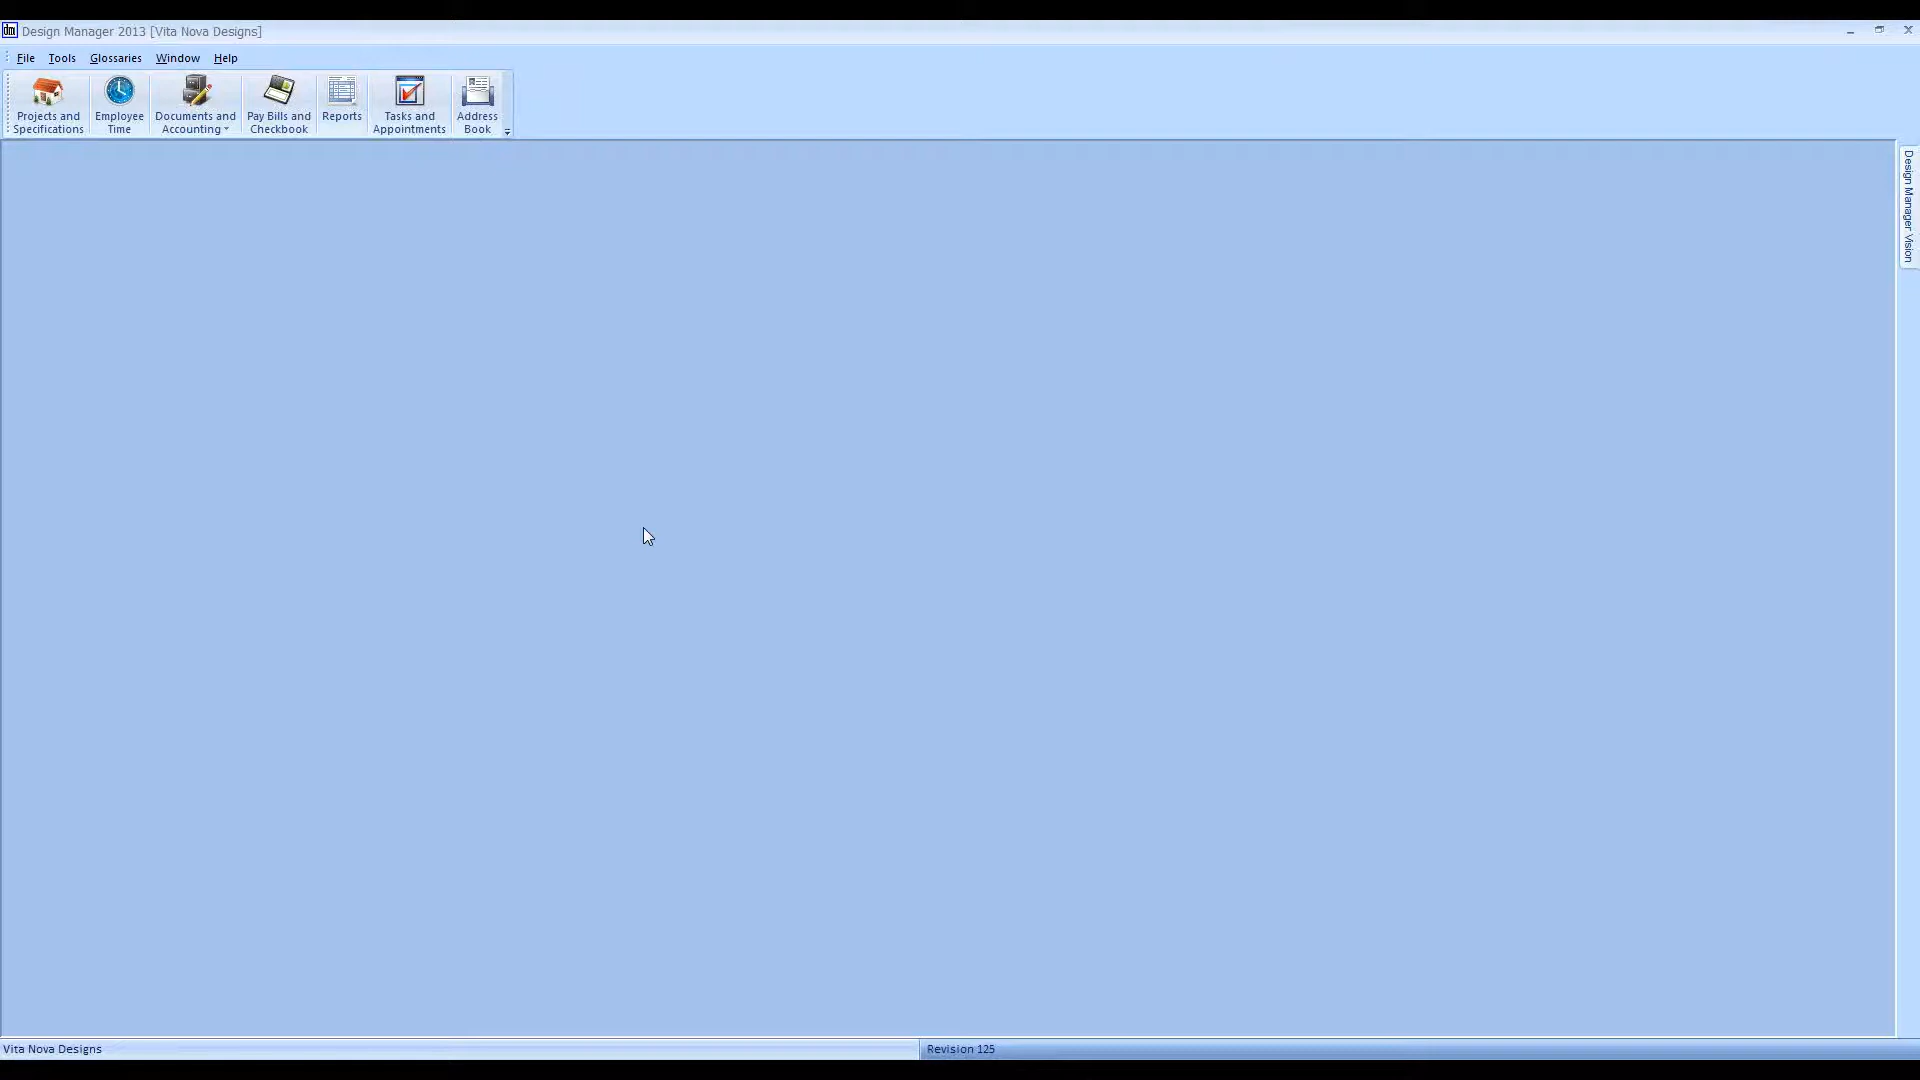 dm Design Manager 2013 [Vita Nova Designs]
File Tools Glossaries Window Help
Projects and Specifications
Employee Time
Documents and Accounting
Pay Bills and Checkbook
Reports
Tasks and Appointments
Address Book
Design Manager Vision
Vita Nova Designs
Revision 125